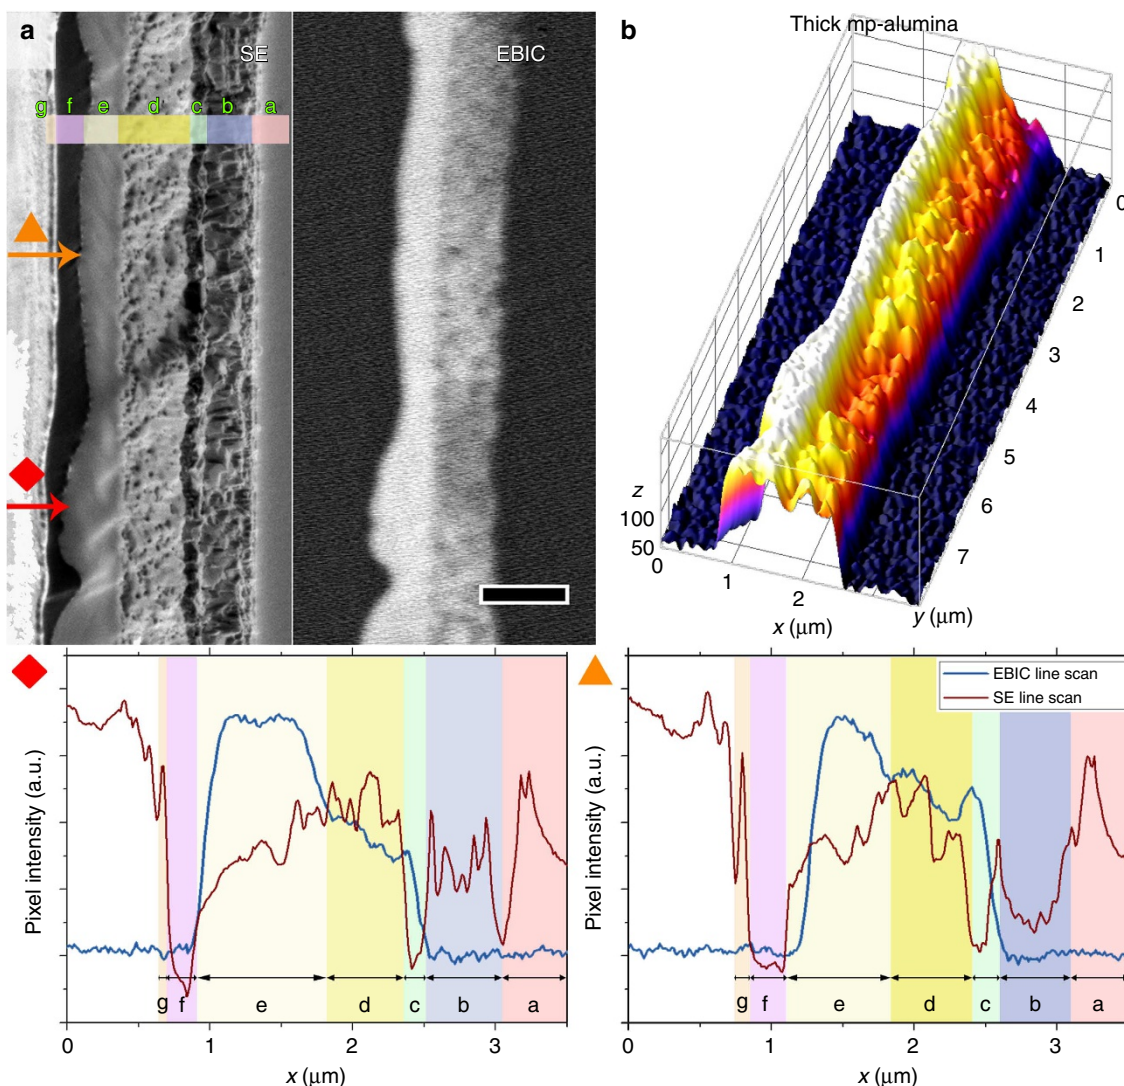 a
SE
EBIC
g f e d c b a
b
Thick mp-alumina
0
1
2
3
4
5
6
7
z
100
50
0
1
2
x (μm)
y (μm)
Pixel intensity (a.u.)
g f e d c b a
0 1 2 3
x (μm)
EBIC line scan
SE line scan
Pixel intensity (a.u.)
g f e d c b a
0 1 2 3
x (μm)